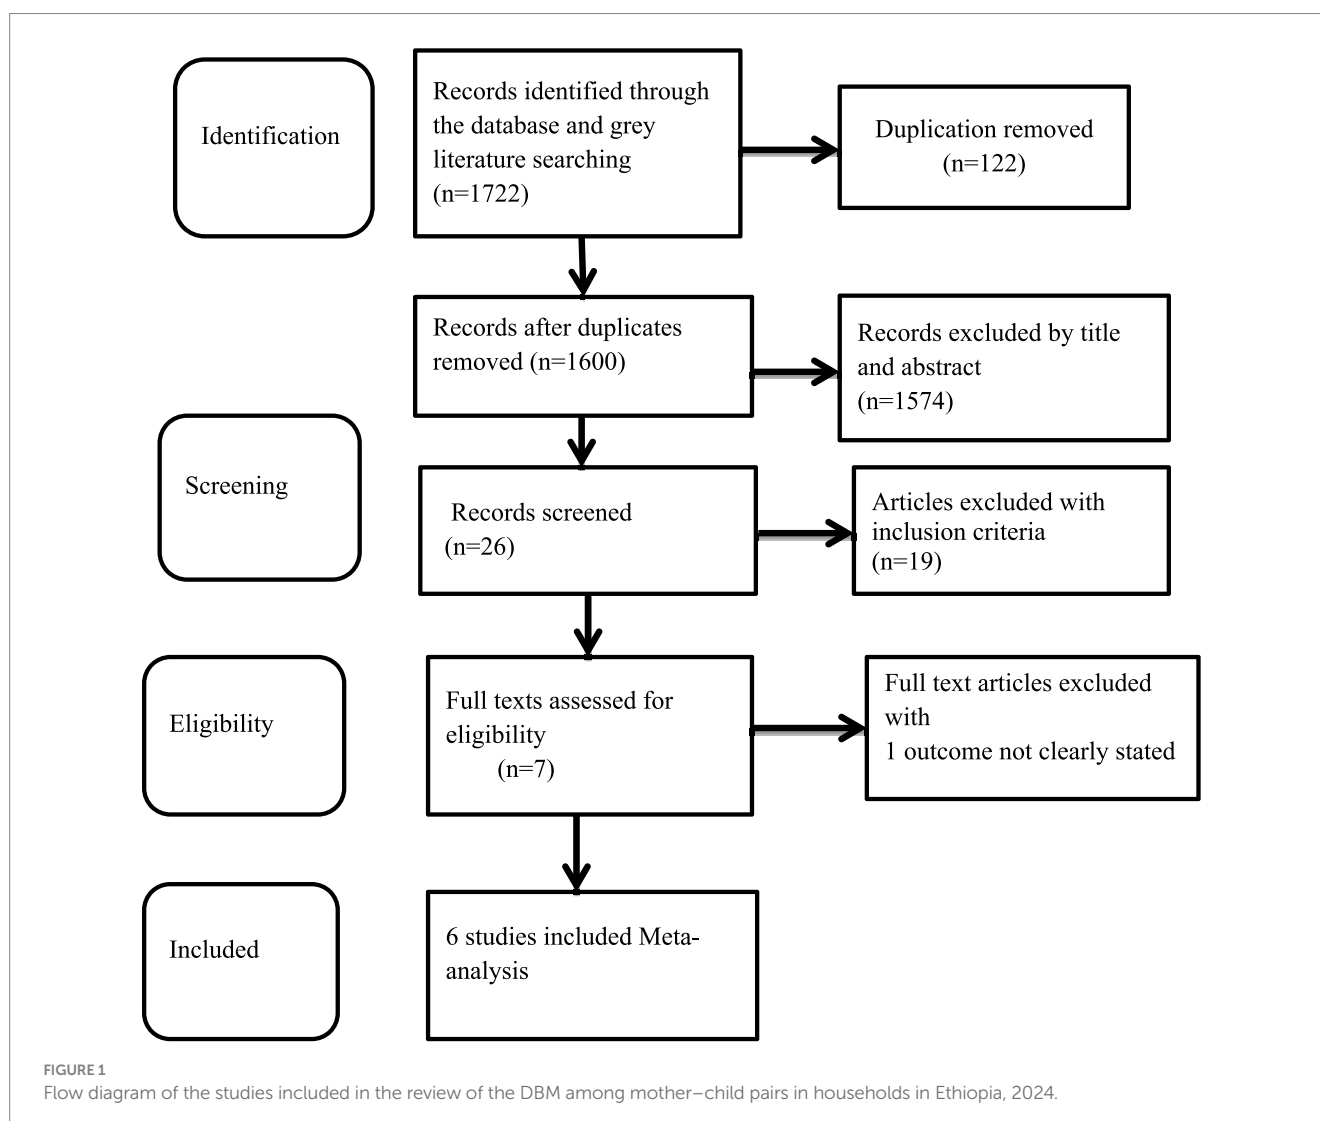 Identification
Records identified through
the database and grey
literature searching
(n=1722)
Duplication removed
(n=122)
Records after duplicates
removed (n=1600)
Records excluded by title
and abstract
(n=1574)
Screening
Records screened
(n=26)
Articles excluded with
inclusion criteria
(n=19)
Eligibility
Full texts assessed for
eligibility
(n=7)
Full text articles excluded
with
1 outcome not clearly stated
Included
6 studies included Meta-
analysis
FIGURE 1
Flow diagram of the studies included in the review of the DBM among mother–child pairs in households in Ethiopia, 2024.